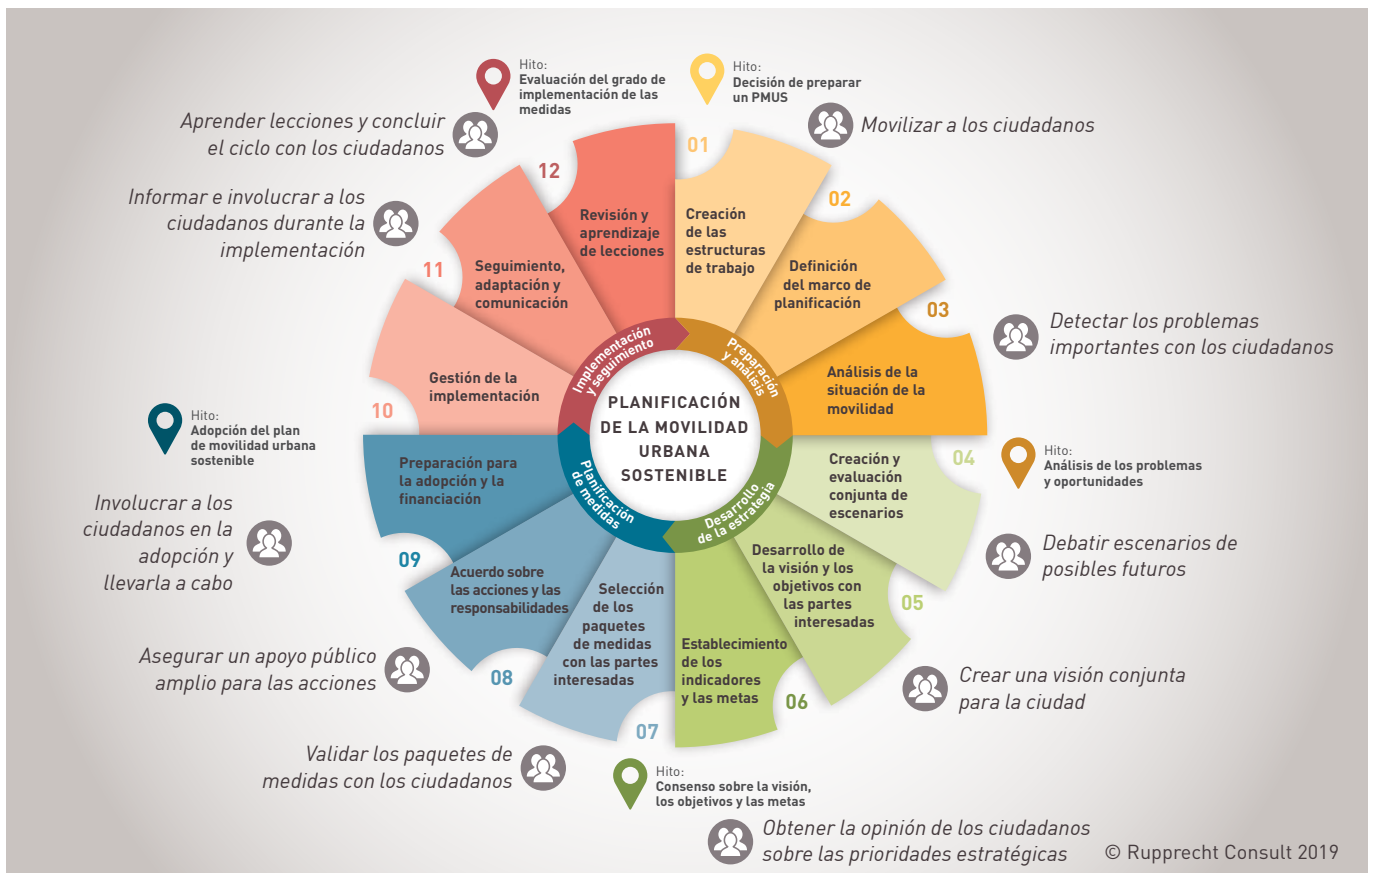 Hito:
Evaluación del grado de
implementación de las
medidas
Hito:
Decisión de preparar
un PMUS
Aprender lecciones y concluir
el ciclo con los ciudadanos
Movilizar a los ciudadanos
Informar e involucrar a los
ciudadanos durante la
implementación
01
Creación
de las
estructuras
de trabajo
02
Definición
del marco de
planificación
03
Análisis de la
situación de la
movilidad
Detectar los problemas
importantes con los ciudadanos
Hito:
Análisis de los problemas
y oportunidades
04
Creación y
evaluación
conjunta de
escenarios
Debatir escenarios de
posibles futuros
05
Desarrollo de
la visión y los
objetivos con
las partes
interesadas
Crear una visión conjunta
para la ciudad
06
Establecimiento
de los
indicadores
y las metas
Hito:
Consenso sobre la visión,
los objetivos y las metas
Obtener la opinión de los ciudadanos
sobre las prioridades estratégicas
07
Selección
de los
paquetes
de medidas
con las partes
interesadas
Validar los paquetes de
medidas con los ciudadanos
08
Acuerdo sobre
las acciones y las
responsabilidades
Asegurar un apoyo público
amplio para las acciones
09
Preparación para
la adopción y la
financiación
Involucrar a los
ciudadanos en la
adopción y
llevarla a cabo
Hito:
Adopción del plan
de movilidad urbana
sostenible
10
Gestión de la
implementación
11
Seguimiento,
adaptación y
comunicación
12
Revisión y
aprendizaje
de lecciones
Preparación
y análisis
Desarrollo
de la estrategia
Planificación
de medidas
Implementación
y seguimiento
PLANIFICACIÓN
DE LA MOVILIDAD
URBANA
SOSTENIBLE
© Rupprecht Consult 2019